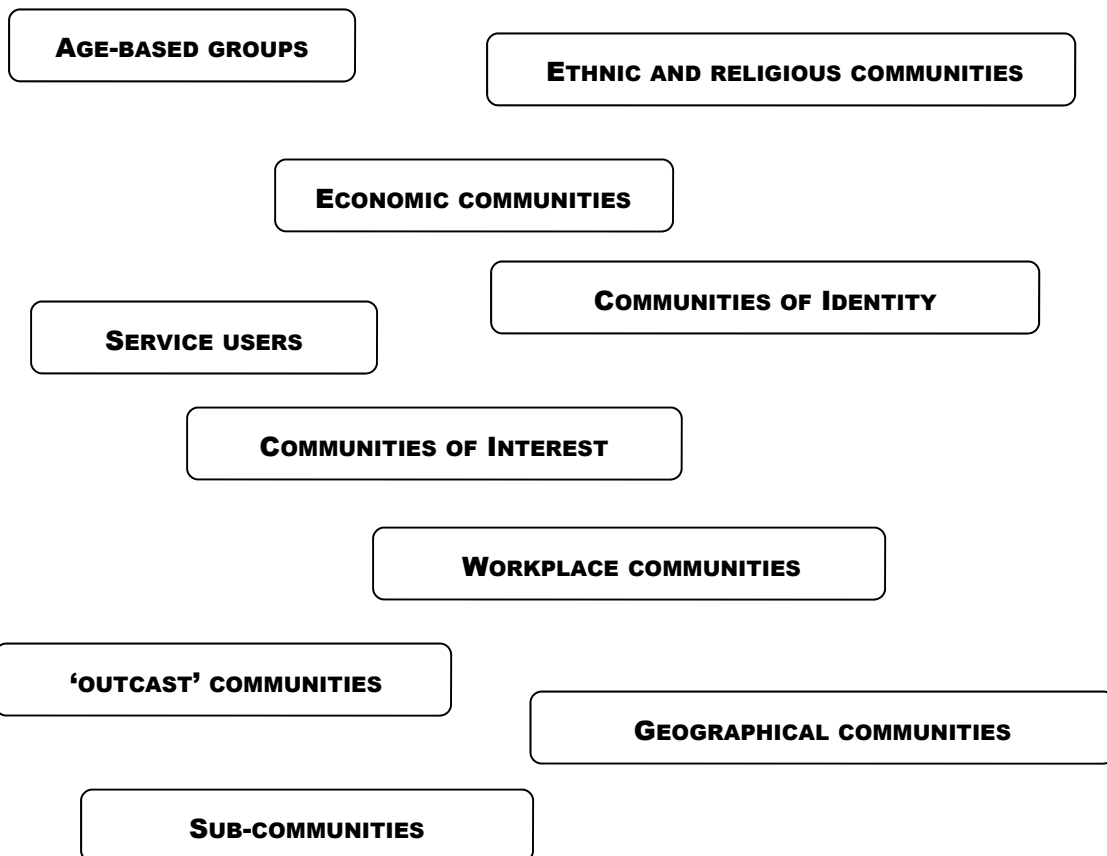 AGE-BASED GROUPS
ETHNIC AND RELIGIOUS COMMUNITIES
ECONOMIC COMMUNITIES
COMMUNITIES OF IDENTITY
SERVICE USERS
COMMUNITIES OF INTEREST
WORKPLACE COMMUNITIES
‘OUTCAST’ COMMUNITIES
GEOGRAPHICAL COMMUNITIES
SUB-COMMUNITIES